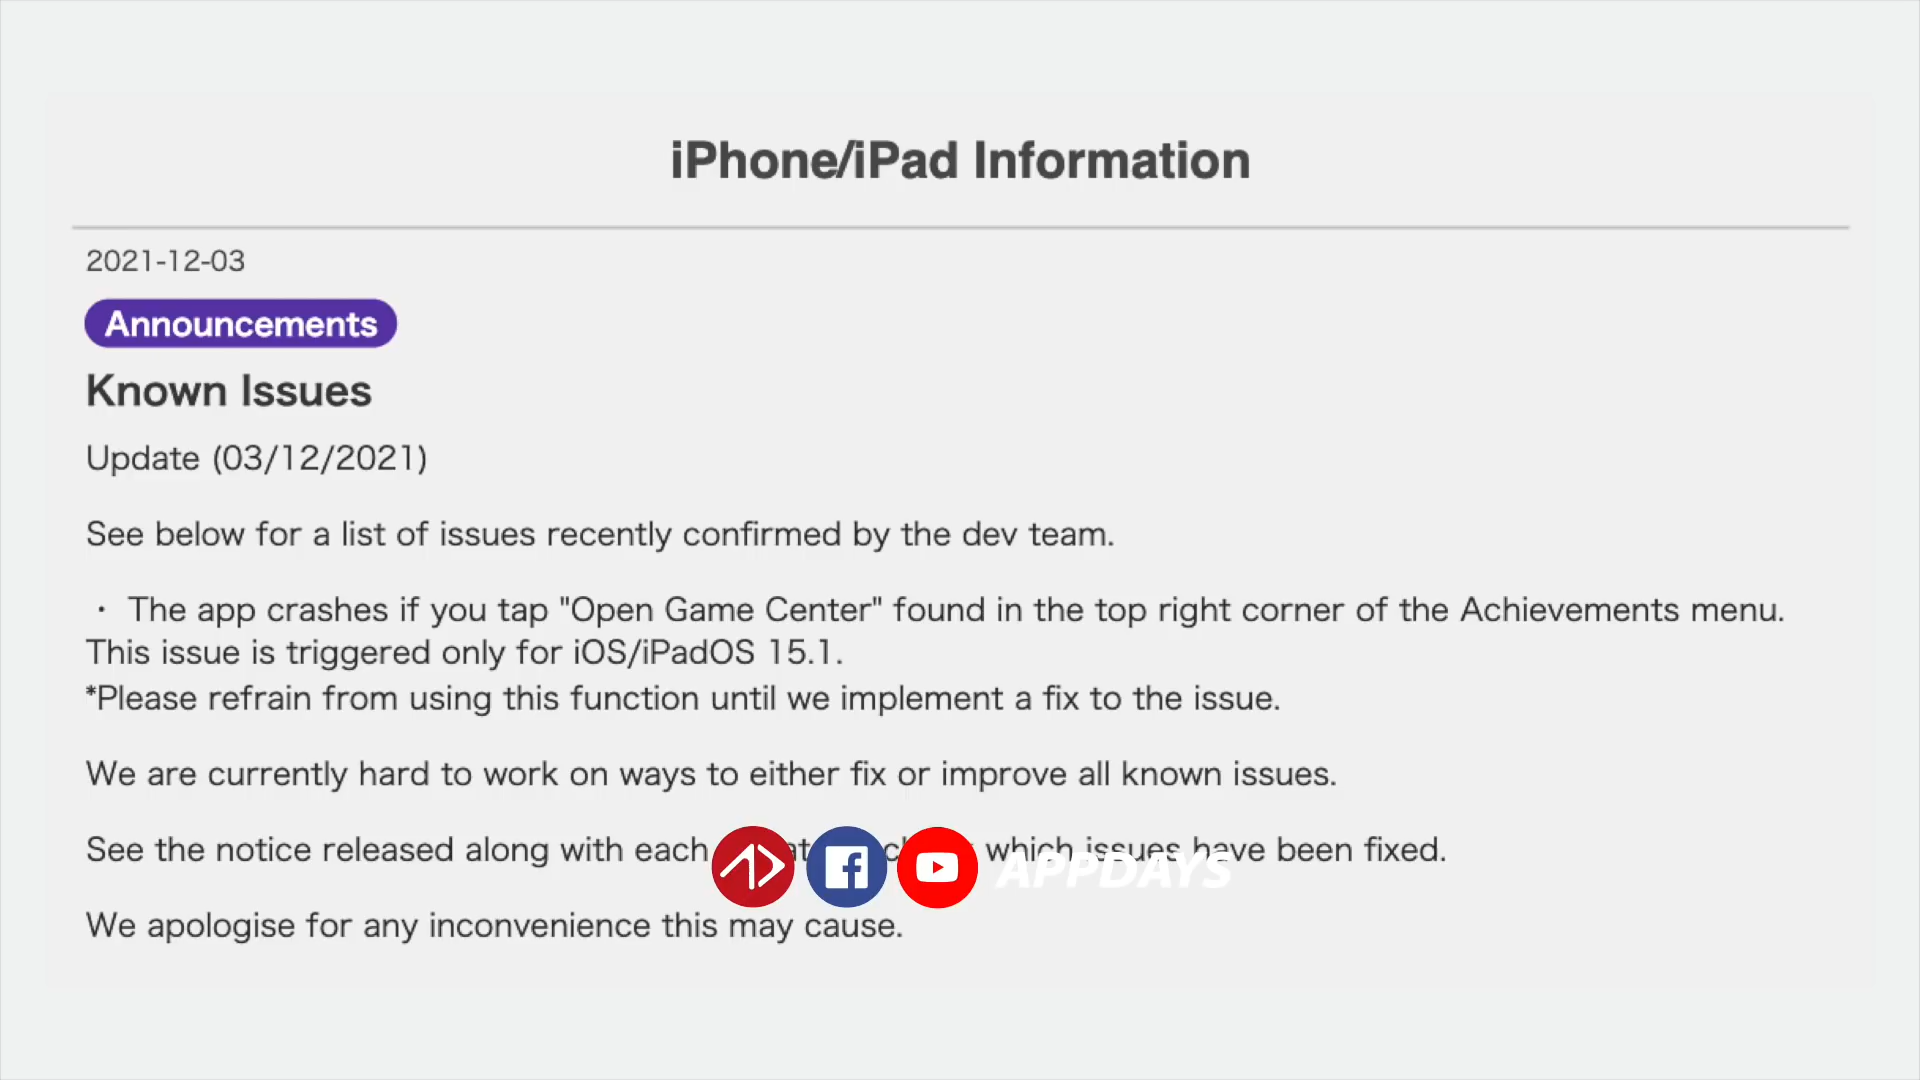 iPhone/iPad Information
2021-12-03
Announcements
Known Issues
Update (03/12/2021)
See below for a list of issues recently confirmed by the dev team.
・ The app crashes if you tap "Open Game Center" found in the top right corner of the Achievements menu.
This issue is triggered only for iOS/iPadOS 15.1.
*Please refrain from using this function until we implement a fix to the issue.
We are currently hard to work on ways to either fix or improve all known issues.
See the notice released along with each which issues have been fixed.
APPDAYS
We apologise for any inconvenience this may cause.